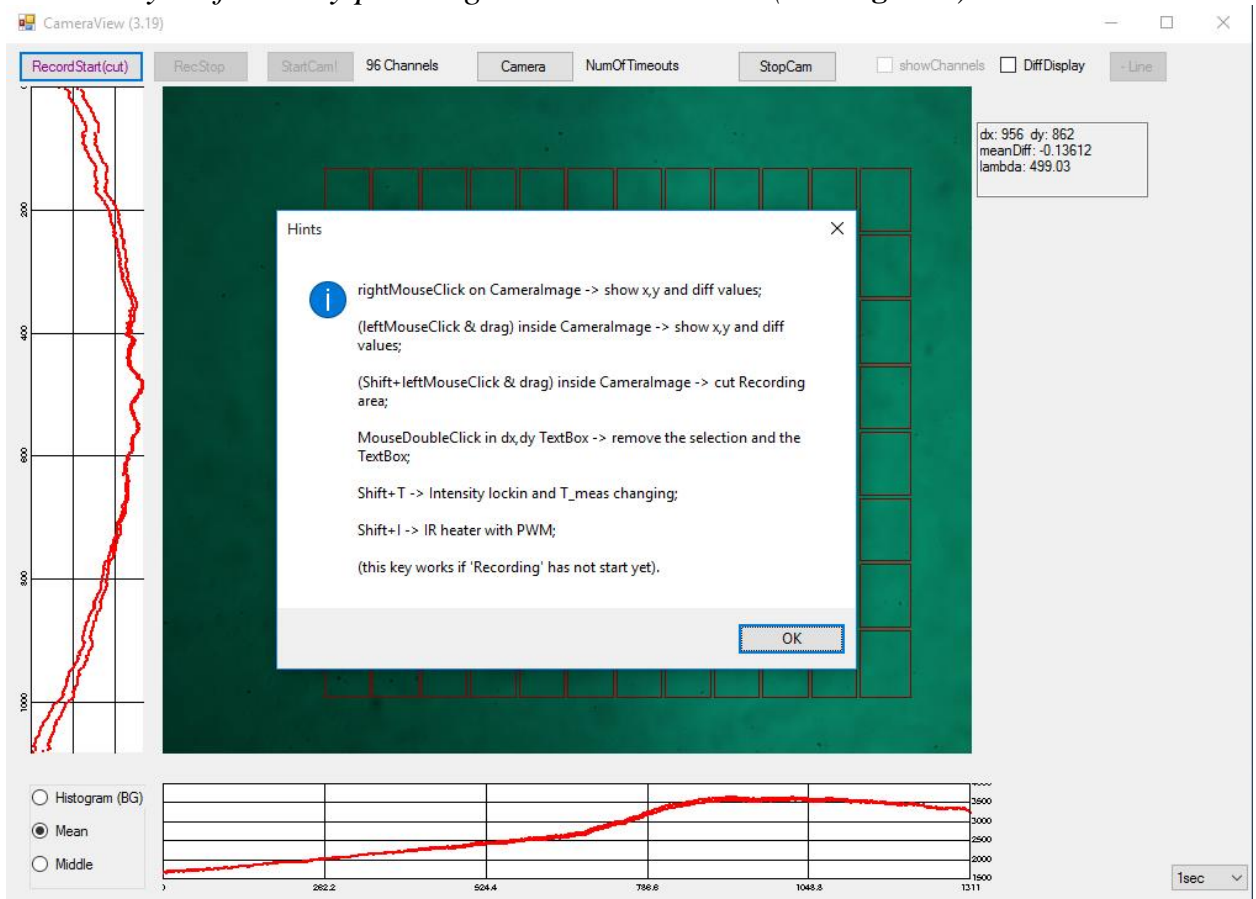 CameraView (3.19)
RecordStart(cut) RecStop StartCam! 96 Channels Camera NumOfTimeouts StopCam showChannels DiffDisplay - Line
dx: 956 dy: 862
meanDiff: -0.13612
lambda: 499.03
Hints
rightMouseClick on CameraImage -> show x,y and diff values;
(leftMouseClick & drag) inside CameraImage -> show x,y and diff
values;
(Shift+leftMouseClick & drag) inside CameraImage -> cut Recording
area;
MouseDoubleClick in dx,dy TextBox -> remove the selection and the
TextBox;
Shift+T -> Intensity lockin and T_meas changing;
Shift+I -> IR heater with PWM;
(this key works if 'Recording' has not start yet).
OK
200
1000
Histogram (BG)
Mean
Middle
3500
3000
2500
2000
1500
262.2 524.4 786.6 1048.8 1311
1sec